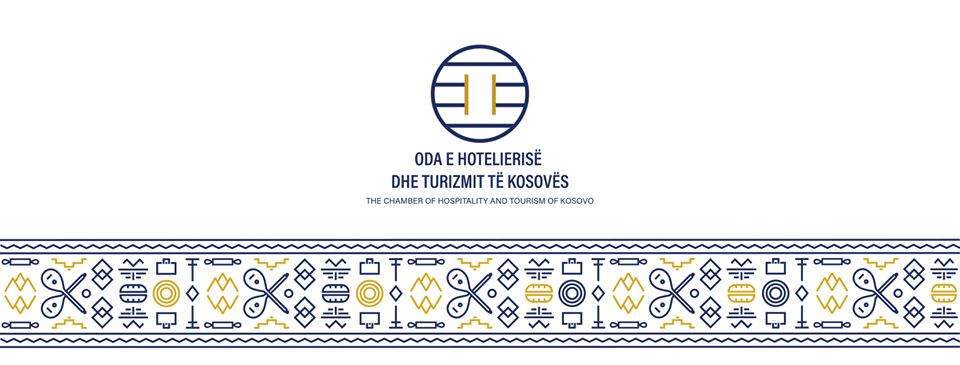 ODA E HOTELIERISË
DHE TURIZMIT TË KOSOVËS
THE CHAMBER OF HOSPITALITY AND TOURISM OF KOSOVO